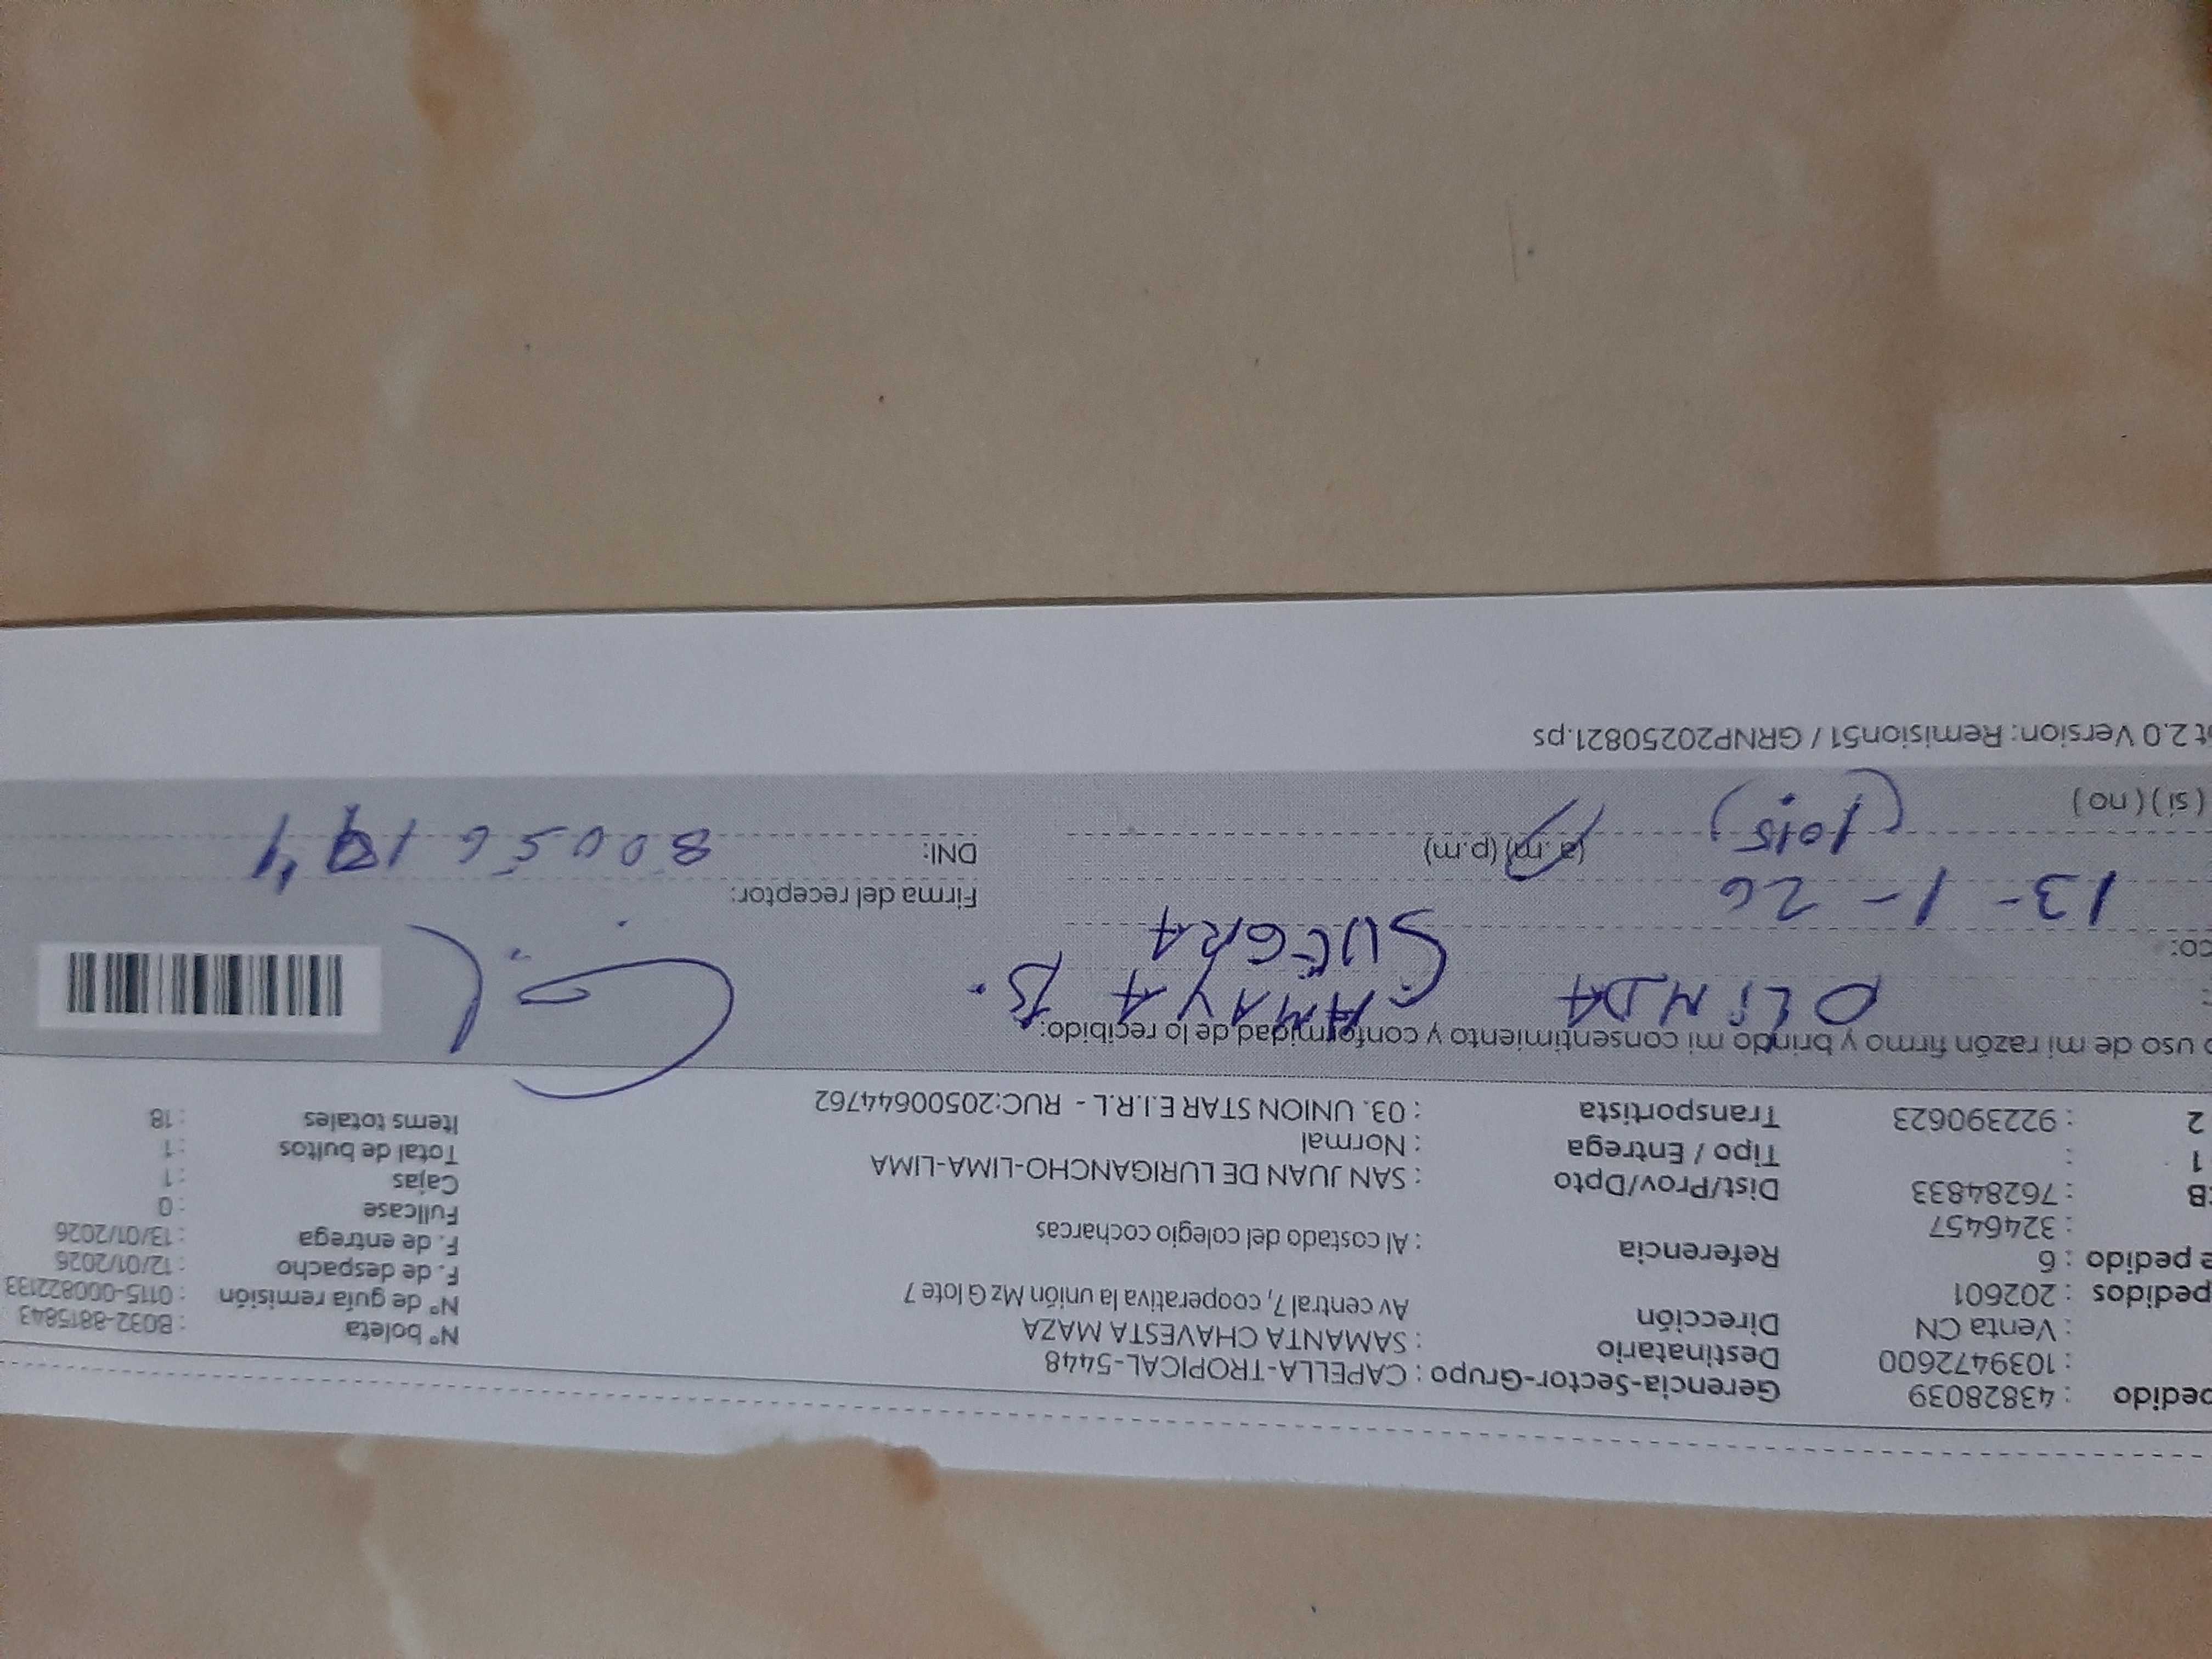 pedido : 43828039 Gerencia-Sector-Grupo : CAPELLA-TROPICAL-5448
: 1039472600 Destinatario : SAMANTA CHAVESTA MAZA Nº boleta : B032-8815843
: Venta CN Dirección Av central 7, cooperativa la unión Mz G lote 7 Nº de guía remisión : 0115-000822133
pedidos : 202601 F. de despacho : 12/01/2026
e pedido : 6 Referencia : Al costado del colegio cocharcas F. de entrega : 13/01/2026
: 3246457 Fullcase : 0
B : 76284833 Dist/Prov/Dpto : SAN JUAN DE LURIGANCHO-LIMA-LIMA Cajas : 1
1 : Tipo / Entrega : Normal Total de bultos : 1
2 : 922390623 Transportista : 03. UNION STAR E.I.R.L - RUC:20500644762 Items totales : 18
uso de mi razón firmo y brindo mi consentimiento y conformidad de lo recibido:
OLINDA AMAYA B.
co: SUEGRA
13-1-26 Firma del receptor:
(1015) (a.m) (p.m) DNI: 80056
(si) (no)
t 2.0 Version: Remision51 / GRNP20250821.ps